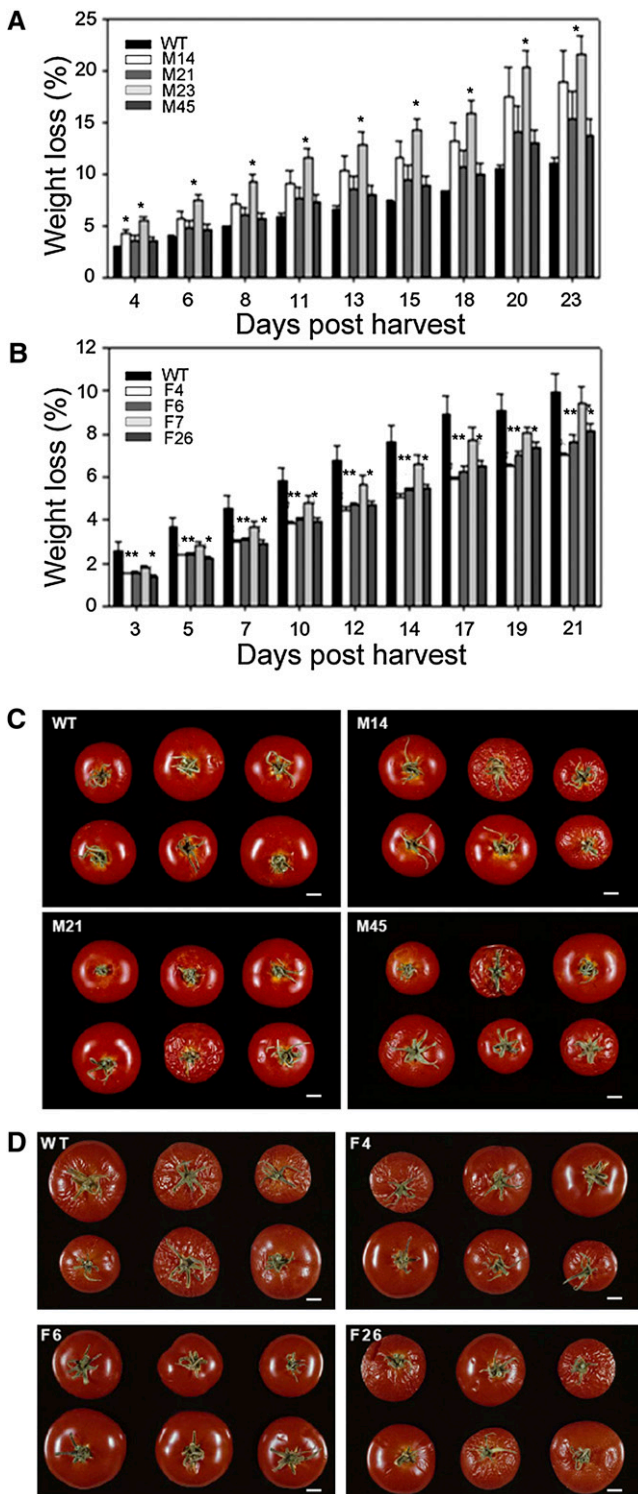 A
25
20
15
10
5
0
Weight loss (%)
WT
M14
M21
M23
M45
* * * * * * * * * *
4 6 8 11 13 15 18 20 23
Days post harvest
B
12
10
8
6
4
2
0
Weight loss (%)
WT
F4
F6
F7
F26
** * ** * ** * ** * ** * ** * ** * ** * ** *
3 5 7 10 12 14 17 19 21
Days post harvest
C
WT
M14
M21
M45
D
WT
F4
F6
F26